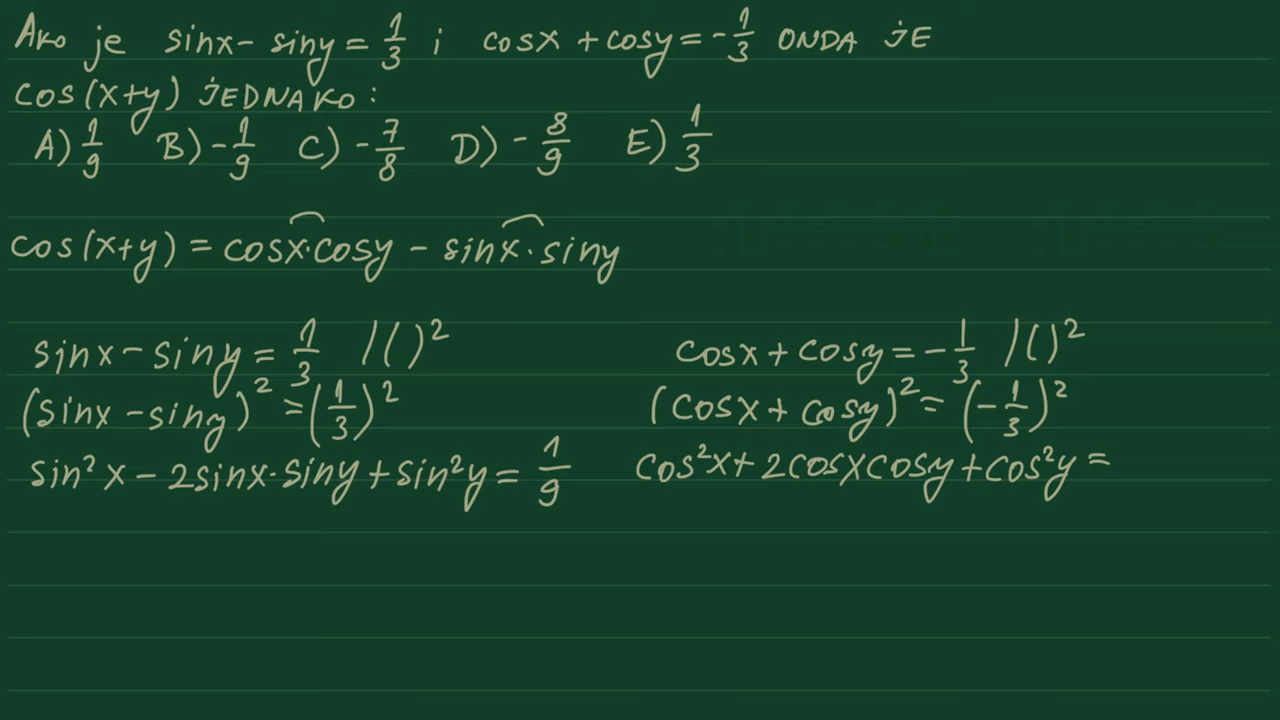 Ako je sinx - siny = 1/3 i cosx + cosy = -1/3 ONDA JE
cos(x+y) JEDNAKO:
A) 1/9 B) -1/9 C) -7/8 D) -8/9 E) 1/3
cos(x+y) = cosx·cosy - sinx·siny
sinx - siny = 1/3 /( )²
(sinx - siny)² = (1/3)²
sin²x - 2sinx·siny + sin²y = 1/9
cosx + cosy = -1/3 /( )²
(cosx + cosy)² = (-1/3)²
cos²x + 2cosxcosy + cos²y =